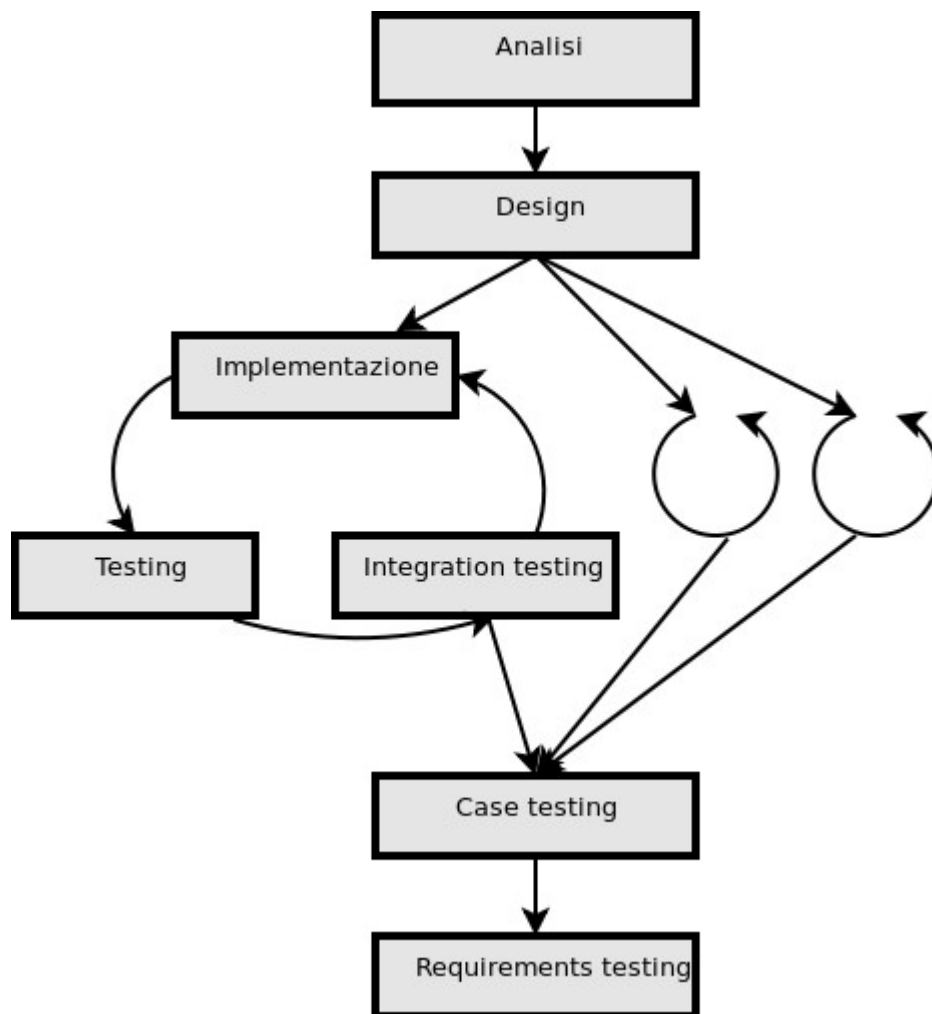 Analisi
Design
Implementazione
Testing
Integration testing
Case testing
Requirements testing